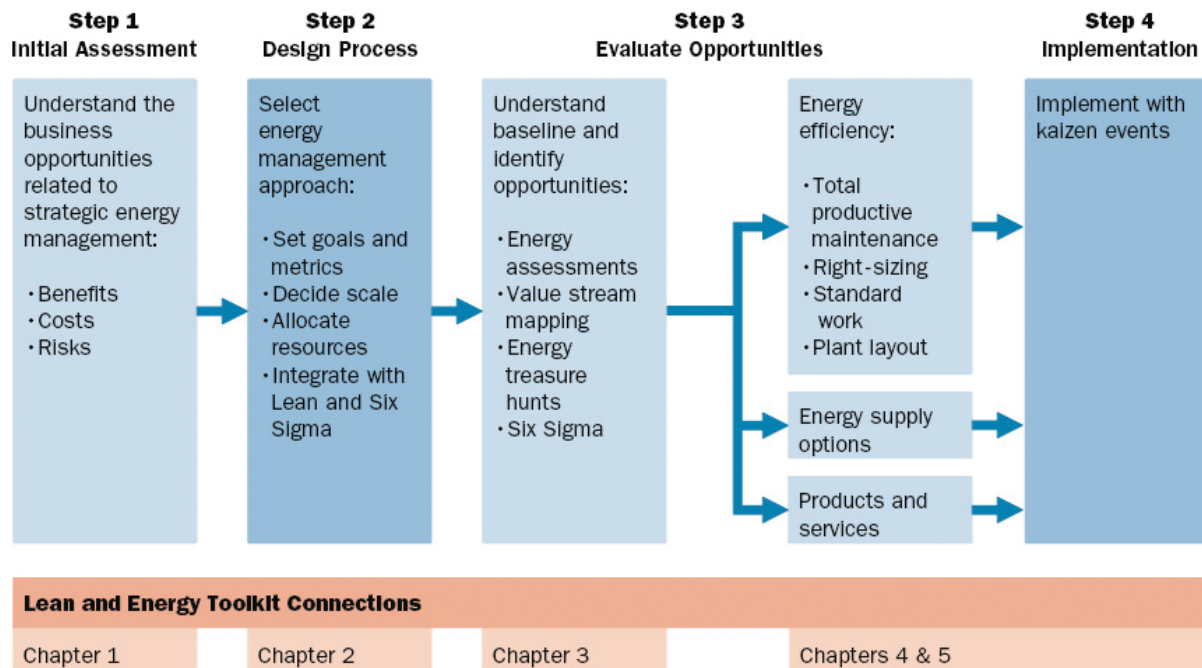 Step 1
Initial Assessment
Step 2
Design Process
Step 3
Evaluate Opportunities
Step 4
Implementation
Understand the
business
opportunities
related to
strategic energy
management:
· Benefits
· Costs
· Risks
Select
energy
management
approach:
· Set goals and
metrics
· Decide scale
· Allocate
resources
· Integrate with
Lean and Six
Sigma
Understand
baseline and
identify
opportunities:
· Energy
assessments
· Value stream
mapping
· Energy
treasure
hunts
· Six Sigma
Energy
efficiency:
· Total
productive
maintenance
· Right-sizing
· Standard
work
· Plant layout
Energy supply
options
Products and
services
Implement with
kaizen events
Lean and Energy Toolkit Connections
Chapter 1
Chapter 2
Chapter 3
Chapters 4 & 5